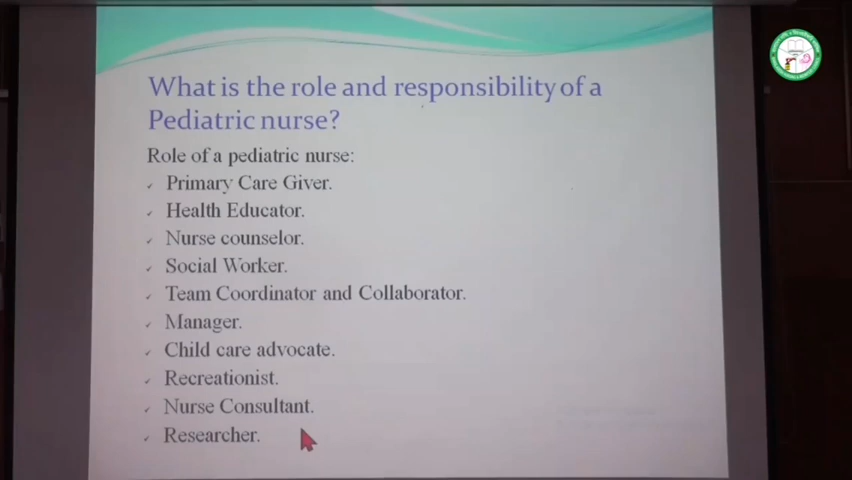 What is the role and responsibility of a
Pediatric nurse?
Role of a pediatric nurse:
Primary Care Giver.
Health Educator.
Nurse counselor.
Social Worker.
Team Coordinator and Collaborator.
Manager.
Child care advocate.
Recreationist.
Nurse Consultant.
Researcher.